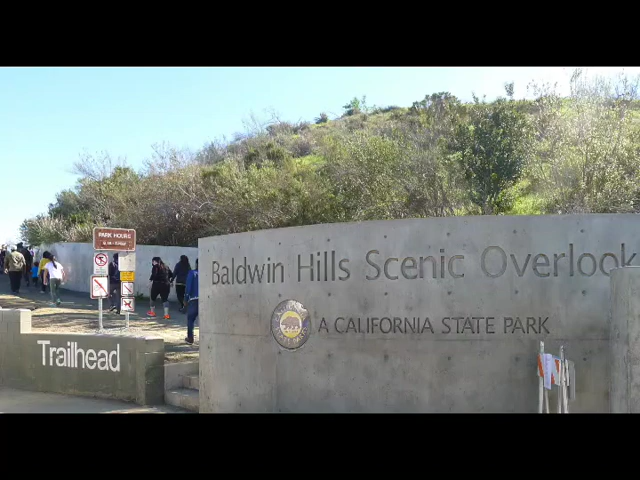 PARK HOURS
Baldwin Hills Scenic Overlook
A CALIFORNIA STATE PARK
Trailhead